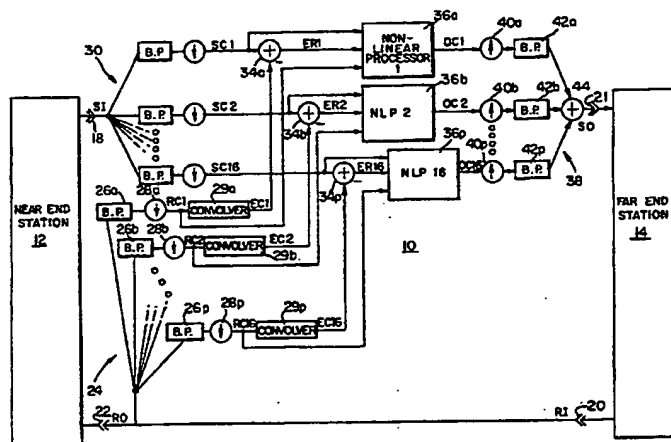 36a
40a
42a
30
B.P.
SC1
ER1
NON-
LINEAR
PROCESSOR
1
OC1
B.P.
34a
36b
40b
42b
44
21
SI
18
B.P.
SC2
ER2
NLP 2
OC2
B.P.
SO
34b
36p
40p
42p
38
NEAR END
STATION
12
B.P.
SC16
ER16
NLP 16
OC16
B.P.
FAR END
STATION
14
34p
26a
28a
29a
B.P.
RC1
CONVOLVER
EC1
26b
28b
B.P.
CONVOLVER
EC2
29b
10
26p
28p
29p
B.P.
RC16
CONVOLVER
EC16
24
22
RO
RI
20